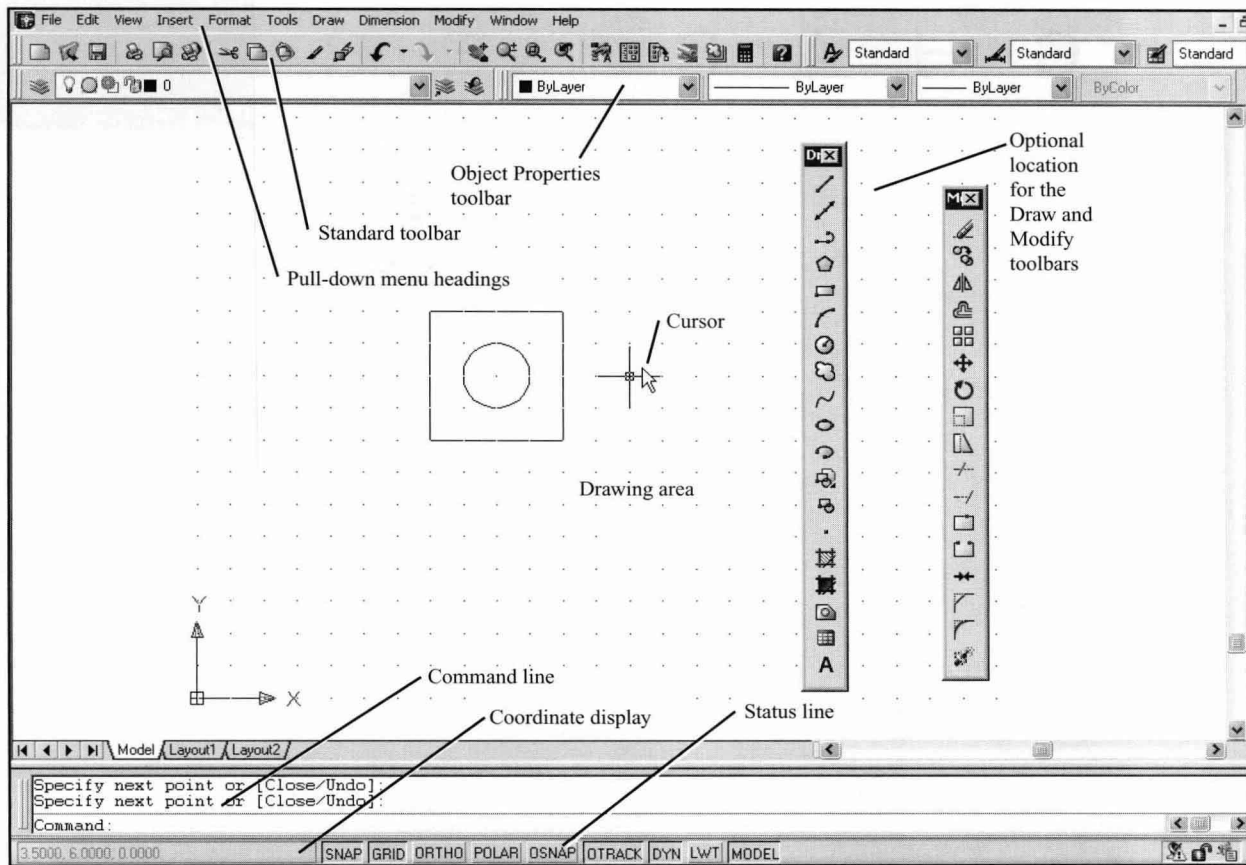 File Edit View Insert Format Tools Draw Dimension Modify Window Help
Standard Standard Standard
0 ByLayer ByLayer ByLayer ByColor
Object Properties
toolbar
Standard toolbar
Pull-down menu headings
Optional
location
for the
Draw and
Modify
toolbars
Cursor
Drawing area
Y
X
Command line
Coordinate display
Status line
Model Layout1 Layout2
Specify next point or [Close/Undo]:
Specify next point or [Close/Undo]:
Command:
3.5000, 6.0000, 0.0000 SNAP GRID ORTHO POLAR OSNAP OTRACK DYN LWT MODEL